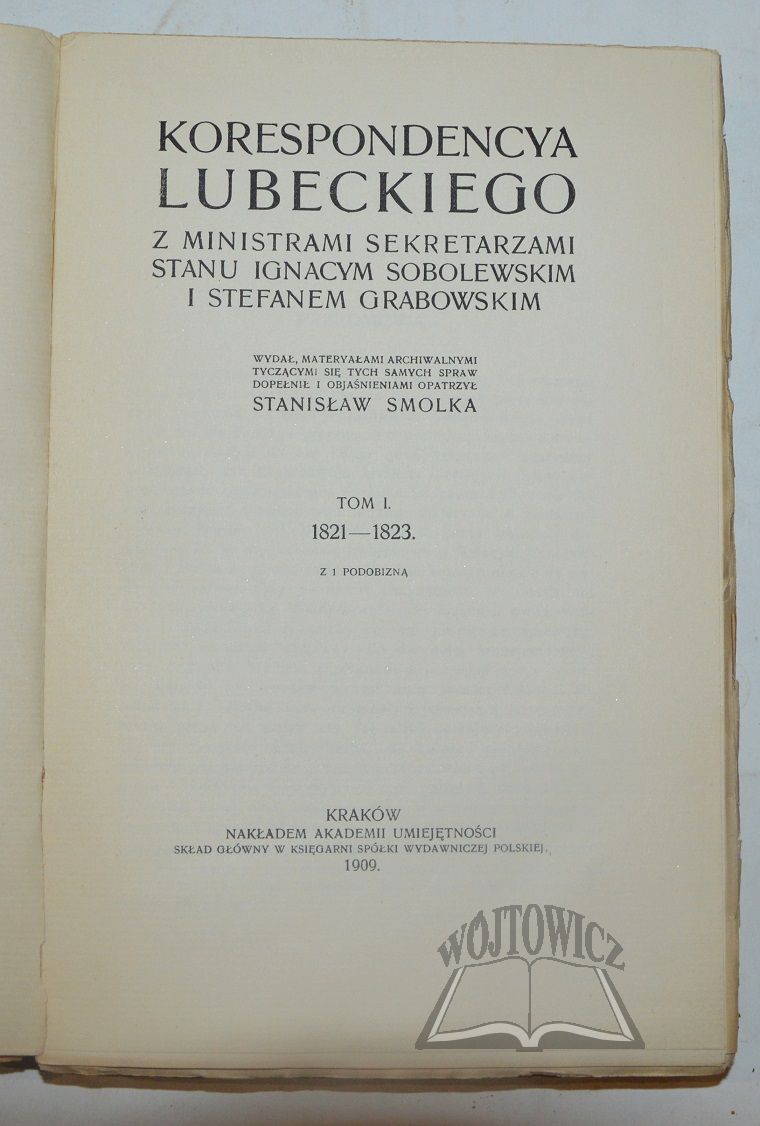 KORESPONDENCYA
LUBECKIEGO
Z MINISTRAMI SEKRETARZAMI
STANU IGNACYM SOBOLEWSKIM
I STEFANEM GRABOWSKIM
WYDAŁ, MATERYAŁAMI ARCHIWALNYMI
TYCZĄCYMI SIĘ TYCH SAMYCH SPRAW
DOPEŁNIŁ I OBJAŚNIENIAMI OPATRZYŁ
STANISŁAW SMOLKA
TOM I.
1821—1823.
Z 1 PODOBIZNĄ
KRAKÓW
NAKŁADEM AKADEMII UMIEJĘTNOŚCI
SKŁAD GŁÓWNY W KSIĘGARNI SPÓŁKI WYDAWNICZEJ POLSKIEJ.
1909.
WÓJTOWICZ